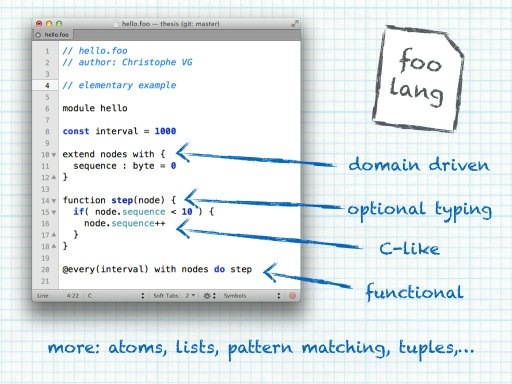 hello.foo — thesis (git: master)
hello.foo
1 // hello.foo
2 // author: Christophe VG
3
4 // elementary example
5
6 module hello
7
8 const interval = 1000
9
10 extend nodes with {
11 sequence : byte = 0
12 }
13
14 function step(node) {
15 if( node.sequence < 10 ) {
16 node.sequence++
17 }
18 }
19
20 @every(interval) with nodes do step
21
Line: 4:22 C Soft Tabs: 2 Symbols
foo
lang
domain driven
optional typing
C-like
functional
more: atoms, lists, pattern matching, tuples,...